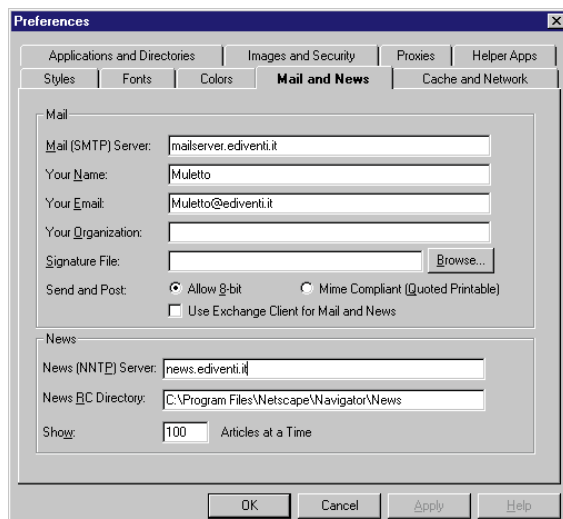 Preferences
Applications and Directories Images and Security Proxies Helper Apps
Styles Fonts Colors Mail and News Cache and Network
Mail
Mail (SMTP) Server: mailserver.ediventi.it
Your Name: Muletto
Your Email: Muletto@ediventi.it
Your Organization:
Signature File: Browse...
Send and Post: Allow 8-bit Mime Compliant (Quoted Printable)
Use Exchange Client for Mail and News
News
News (NNTP) Server: news.ediventi.it
News RC Directory: C:\Program Files\Netscape\Navigator\News
Show: 100 Articles at a Time
OK Cancel Apply Help